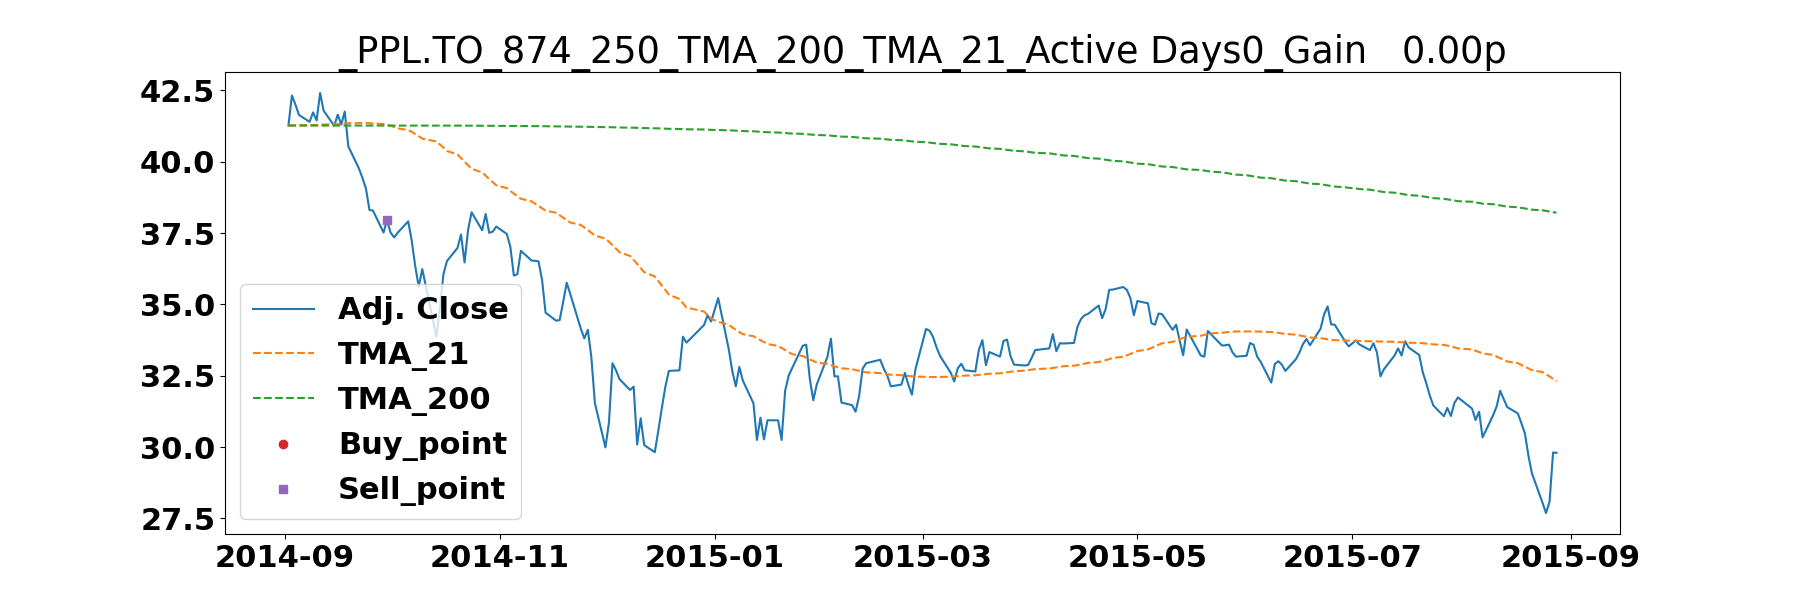 _PPL.TO_874_250_TMA_200_TMA_21_Active Days0_Gain   0.00p
42.5
40.0
37.5
35.0
32.5
30.0
27.5
Adj. Close
TMA_21
TMA_200
Buy_point
Sell_point
2014-09 2014-11 2015-01 2015-03 2015-05 2015-07 2015-09